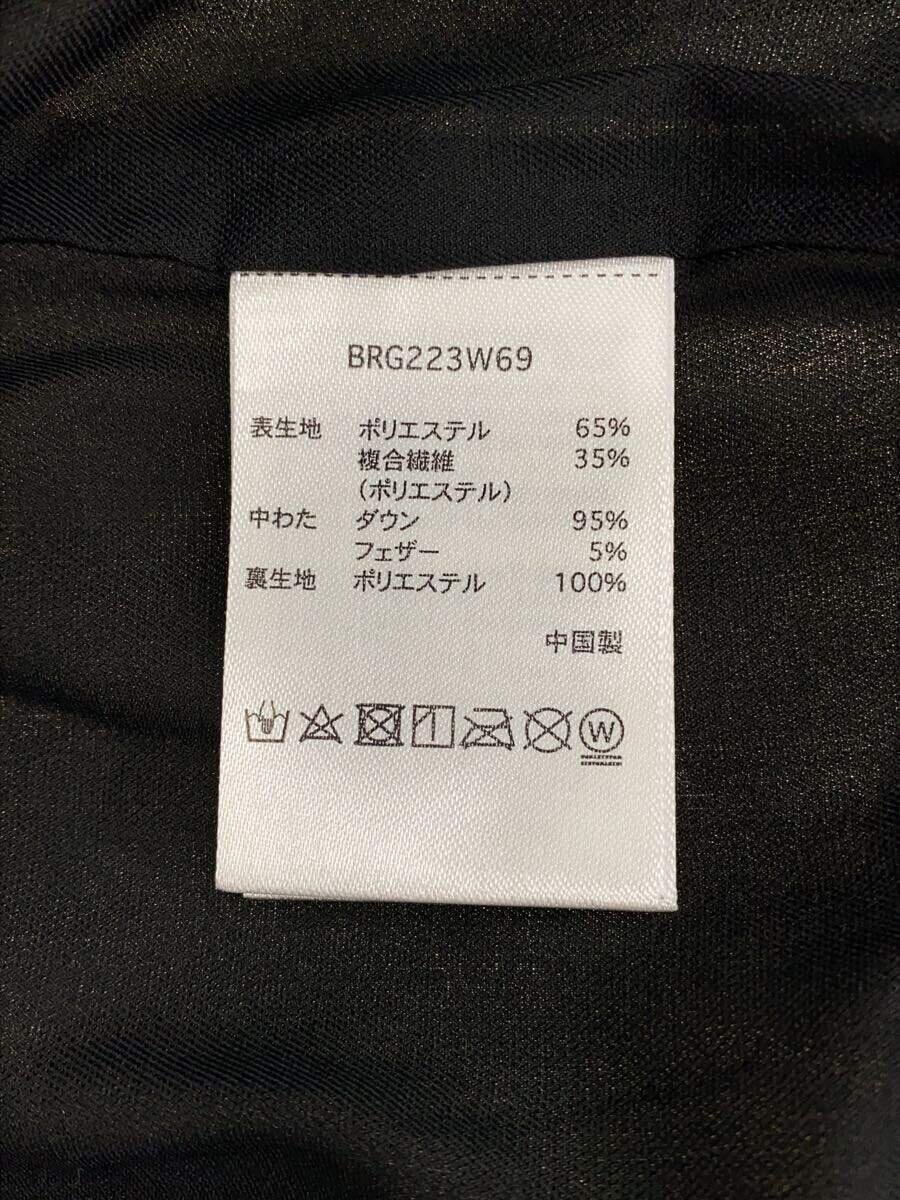 BRG223W69
表生地 ポリエステル 65%
複合繊維 35%
(ポリエステル)
中わた ダウン 95%
フェザー 5%
裏生地 ポリエステル 100%
中国製
W